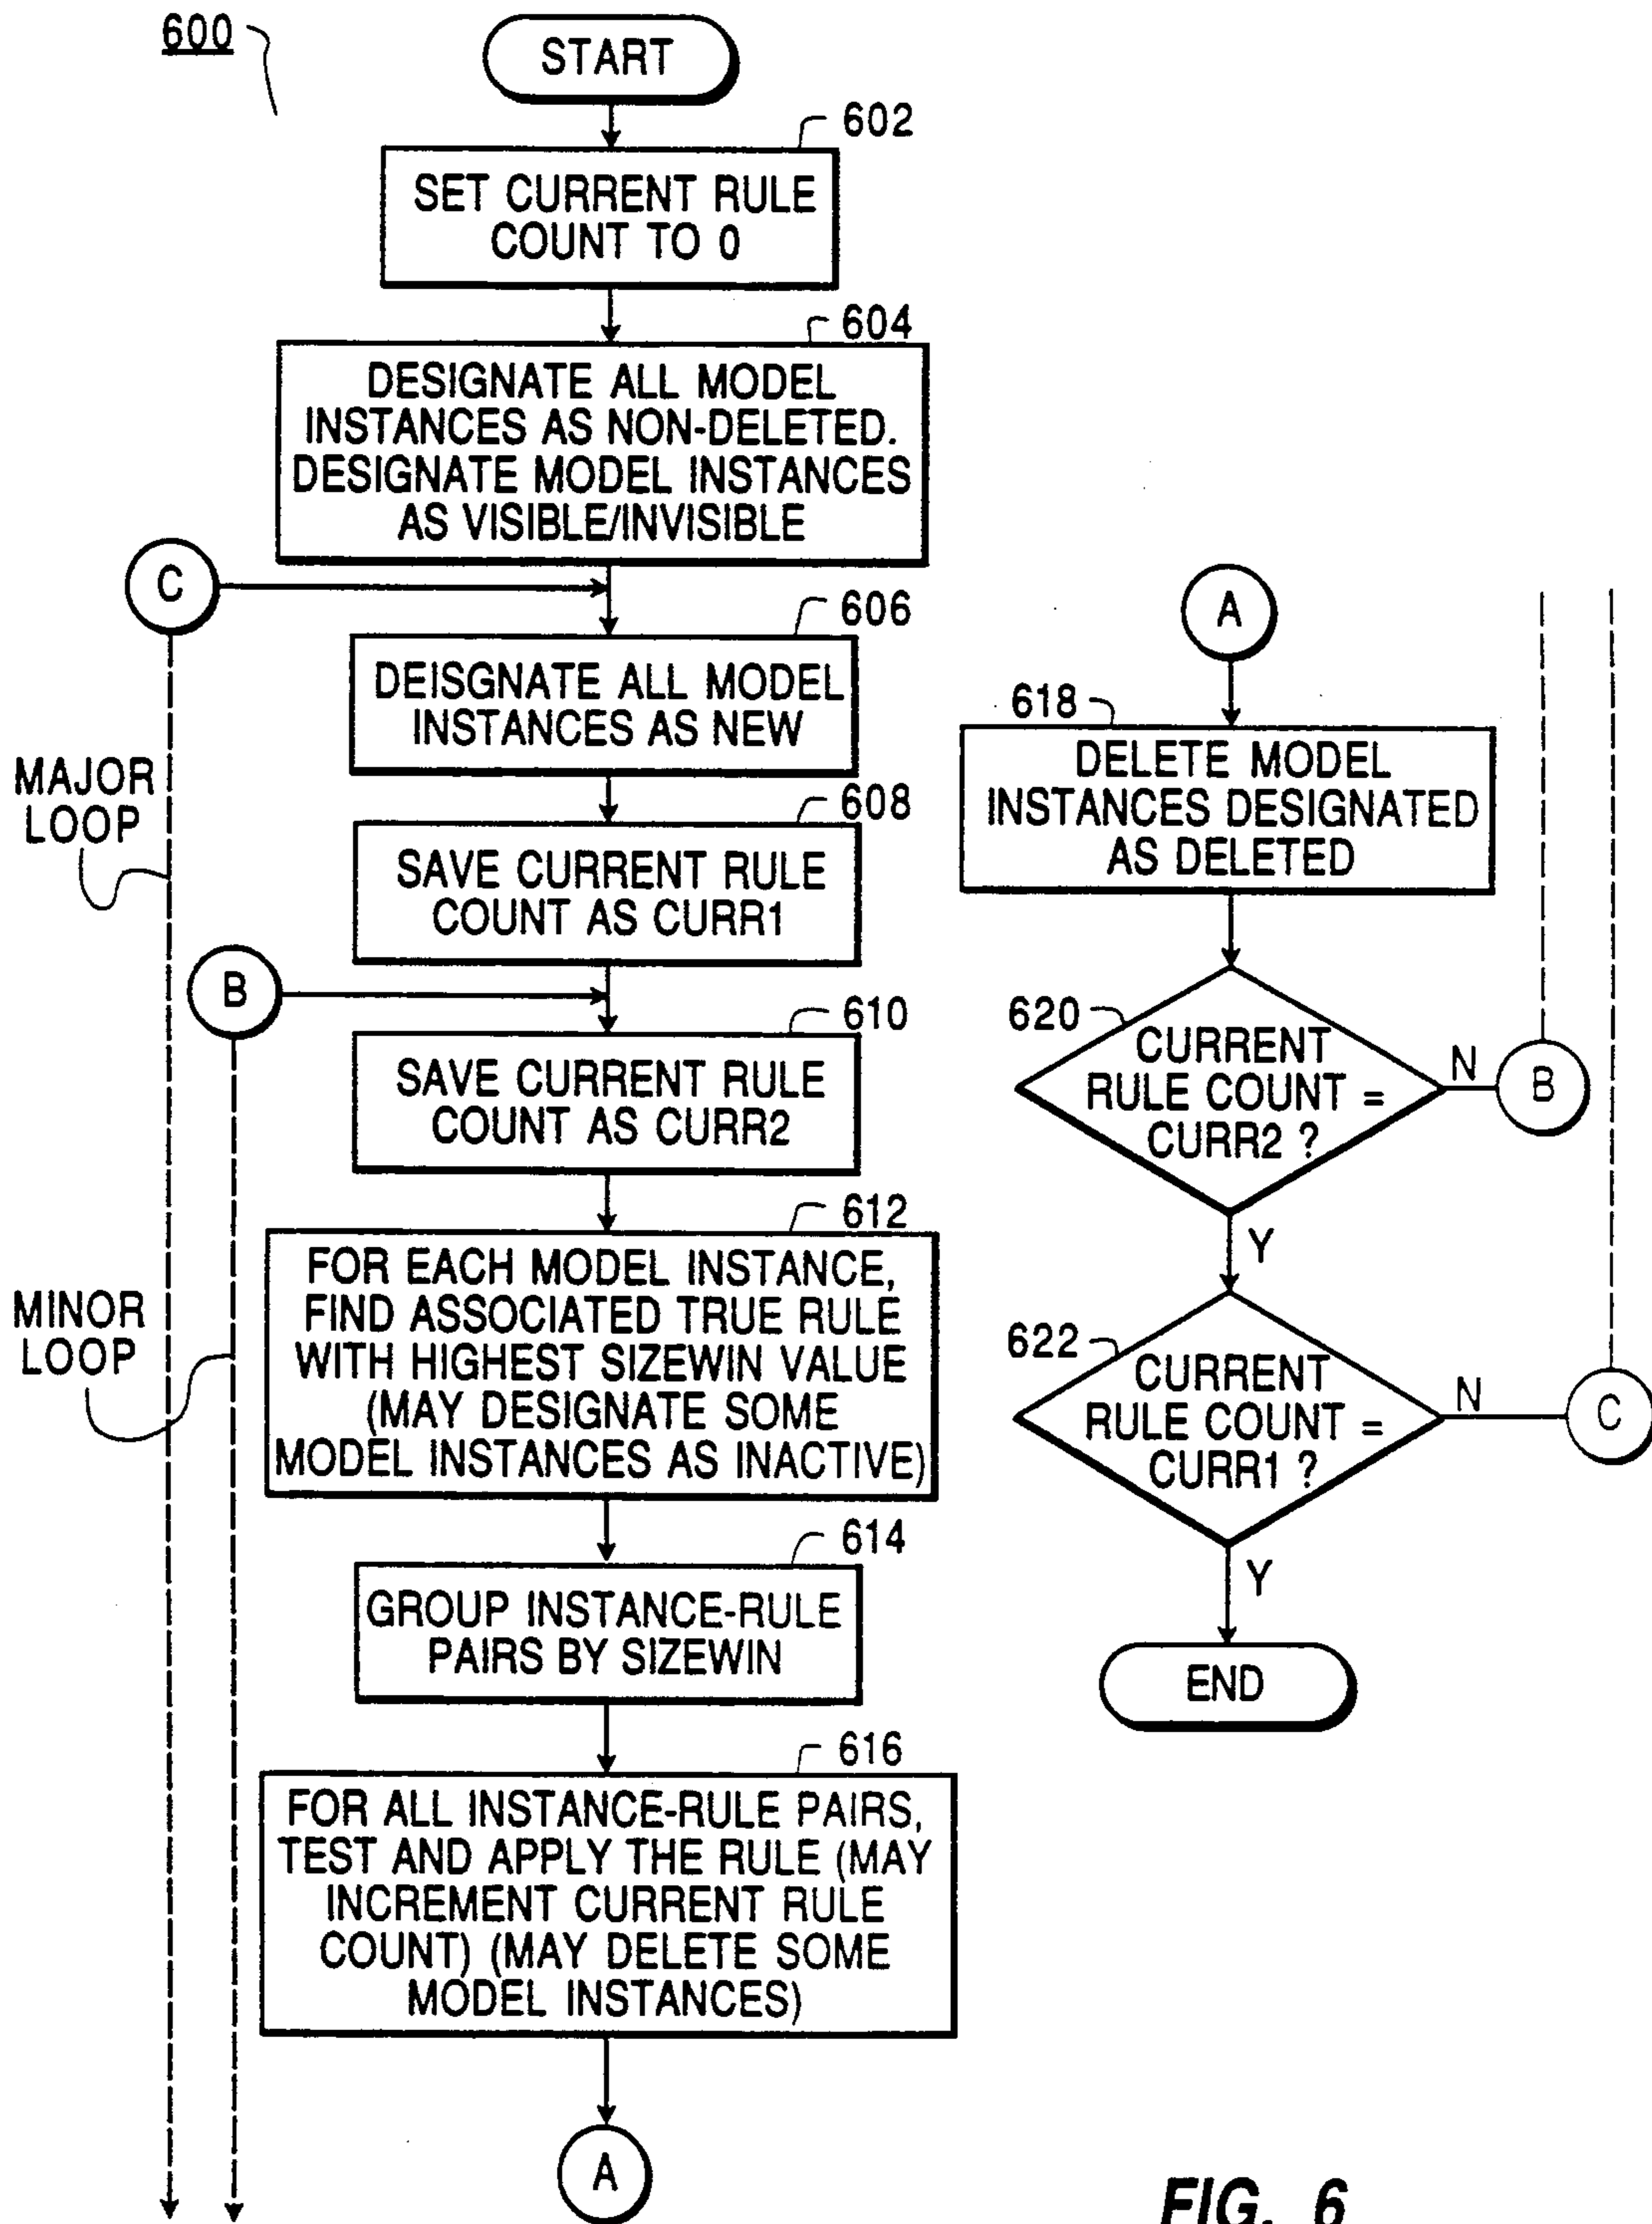 600
START
602
SET CURRENT RULE
COUNT TO 0
604
DESIGNATE ALL MODEL
INSTANCES AS NON-DELETED.
DESIGNATE MODEL INSTANCES
AS VISIBLE/INVISIBLE
C
606
DEISGNATE ALL MODEL
INSTANCES AS NEW
MAJOR
LOOP
608
SAVE CURRENT RULE
COUNT AS CURR1
B
610
SAVE CURRENT RULE
COUNT AS CURR2
612
FOR EACH MODEL INSTANCE,
FIND ASSOCIATED TRUE RULE
WITH HIGHEST SIZEWIN VALUE
(MAY DESIGNATE SOME
MODEL INSTANCES AS INACTIVE)
MINOR
LOOP
614
GROUP INSTANCE-RULE
PAIRS BY SIZEWIN
616
FOR ALL INSTANCE-RULE PAIRS,
TEST AND APPLY THE RULE (MAY
INCREMENT CURRENT RULE
COUNT) (MAY DELETE SOME
MODEL INSTANCES)
A
A
618
DELETE MODEL
INSTANCES DESIGNATED
AS DELETED
620
CURRENT
RULE COUNT =
CURR2 ?
N
B
Y
622
CURRENT
RULE COUNT =
CURR1 ?
N
C
Y
END
FIG. 6